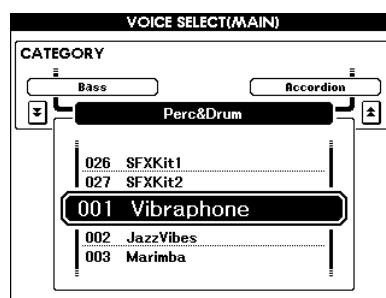 VOICE SELECT(MAIN)
CATEGORY
Bass Accordion
Perc&Drum
026 SFXKit1
027 SFXKit2
001 Vibraphone
002 JazzVibes
003 Marimba